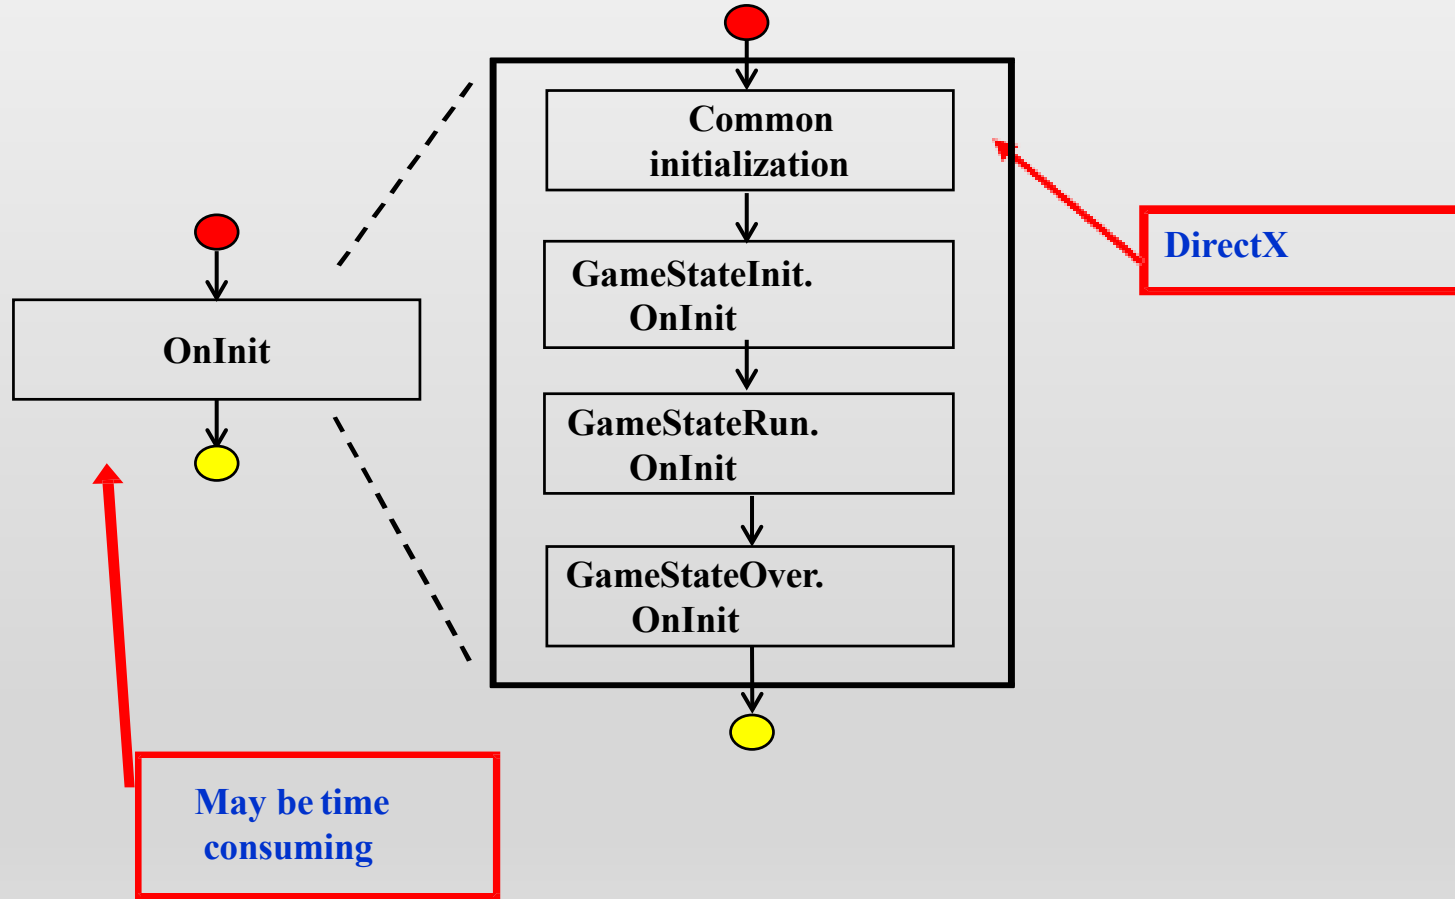 Common
initialization
GameStateInit.
OnInit
DirectX
OnInit
GameStateRun.
OnInit
GameStateOver.
OnInit
May be time
consuming